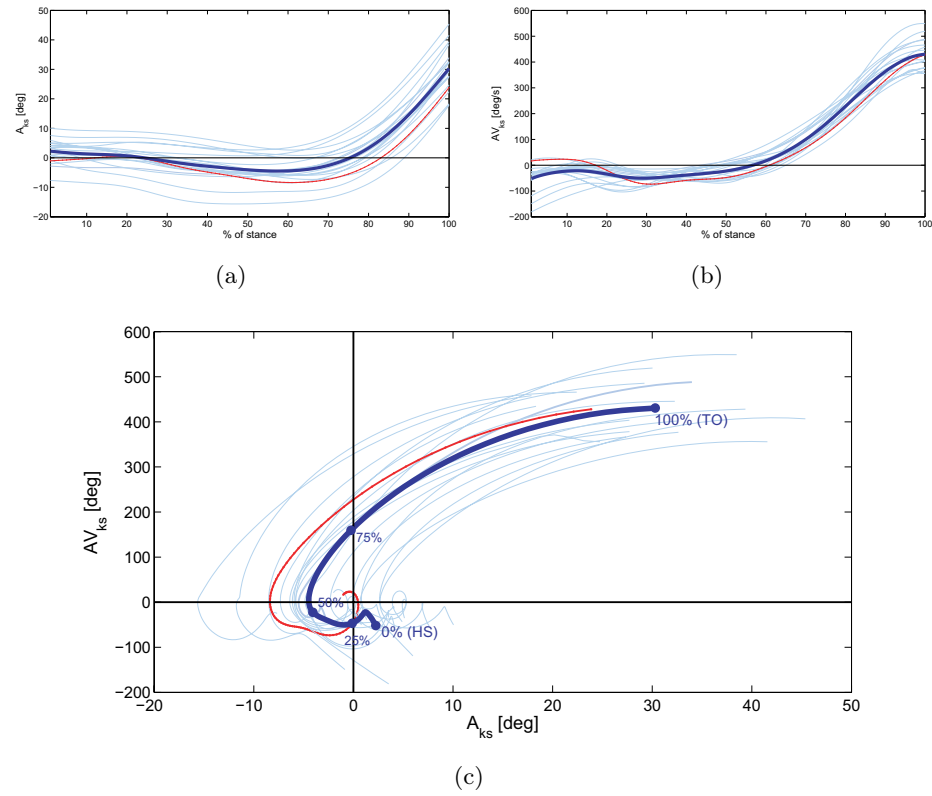 50
40
30
20
10
0
−10
−20
A_ks [deg]
10 20 30 40 50 60 70 80 90 100
% of stance
(a)
600
500
400
300
200
100
0
−100
−200
AV_ks [deg/s]
10 20 30 40 50 60 70 80 90 100
% of stance
(b)
600
500
400
300
200
100
0
−100
−200
AV_ks [deg]
100% (TO)
75%
50%
25%
0% (HS)
−20 −10 0 10 20 30 40 50
A_ks [deg]
(c)